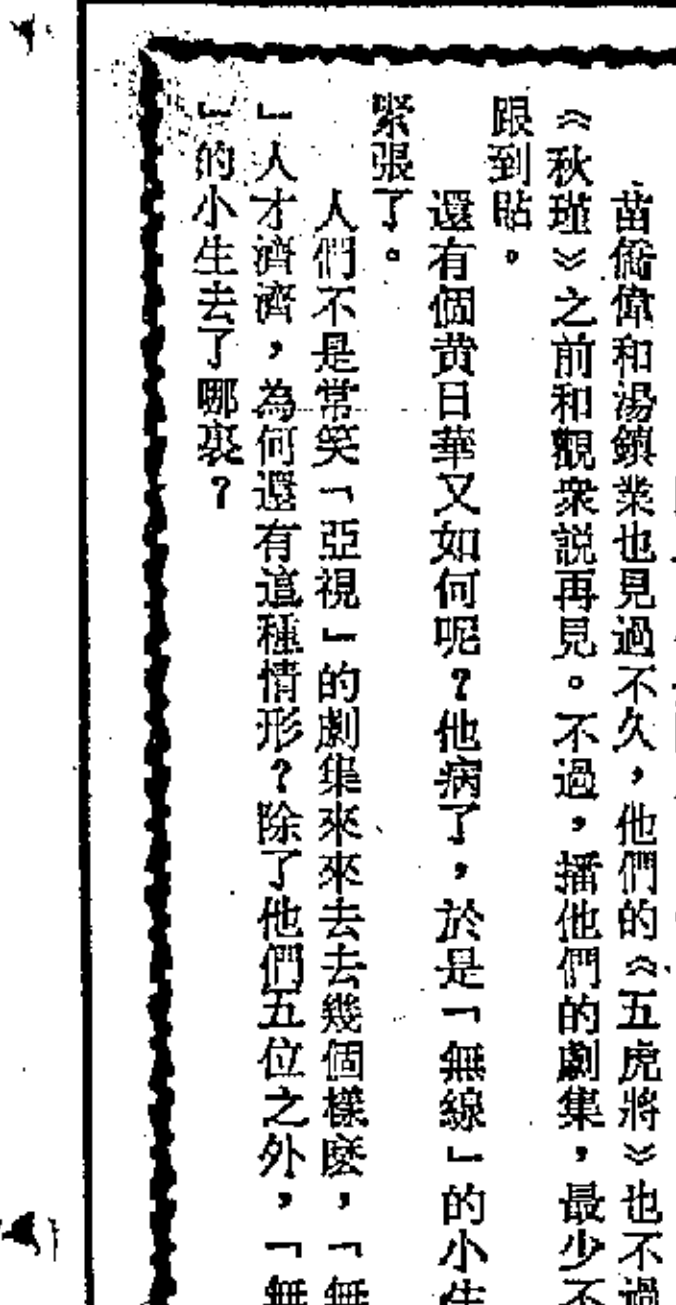 苗僑偉和湯鎮業也見過不久，他們的《五虎將》也不過
《秋瑾》之前和觀衆説再見。不過，播他們的劇集，最少不
跟到貼。
還有個黄日華又如何呢？他病了，於是「無線」的小生
緊張了。
人們不是常笑「亞視」的劇集來來去去幾個樣麽，「無
」人才濟濟，為何還有這種情形？除了他們五位之外，「無
」的小生去了哪裏？